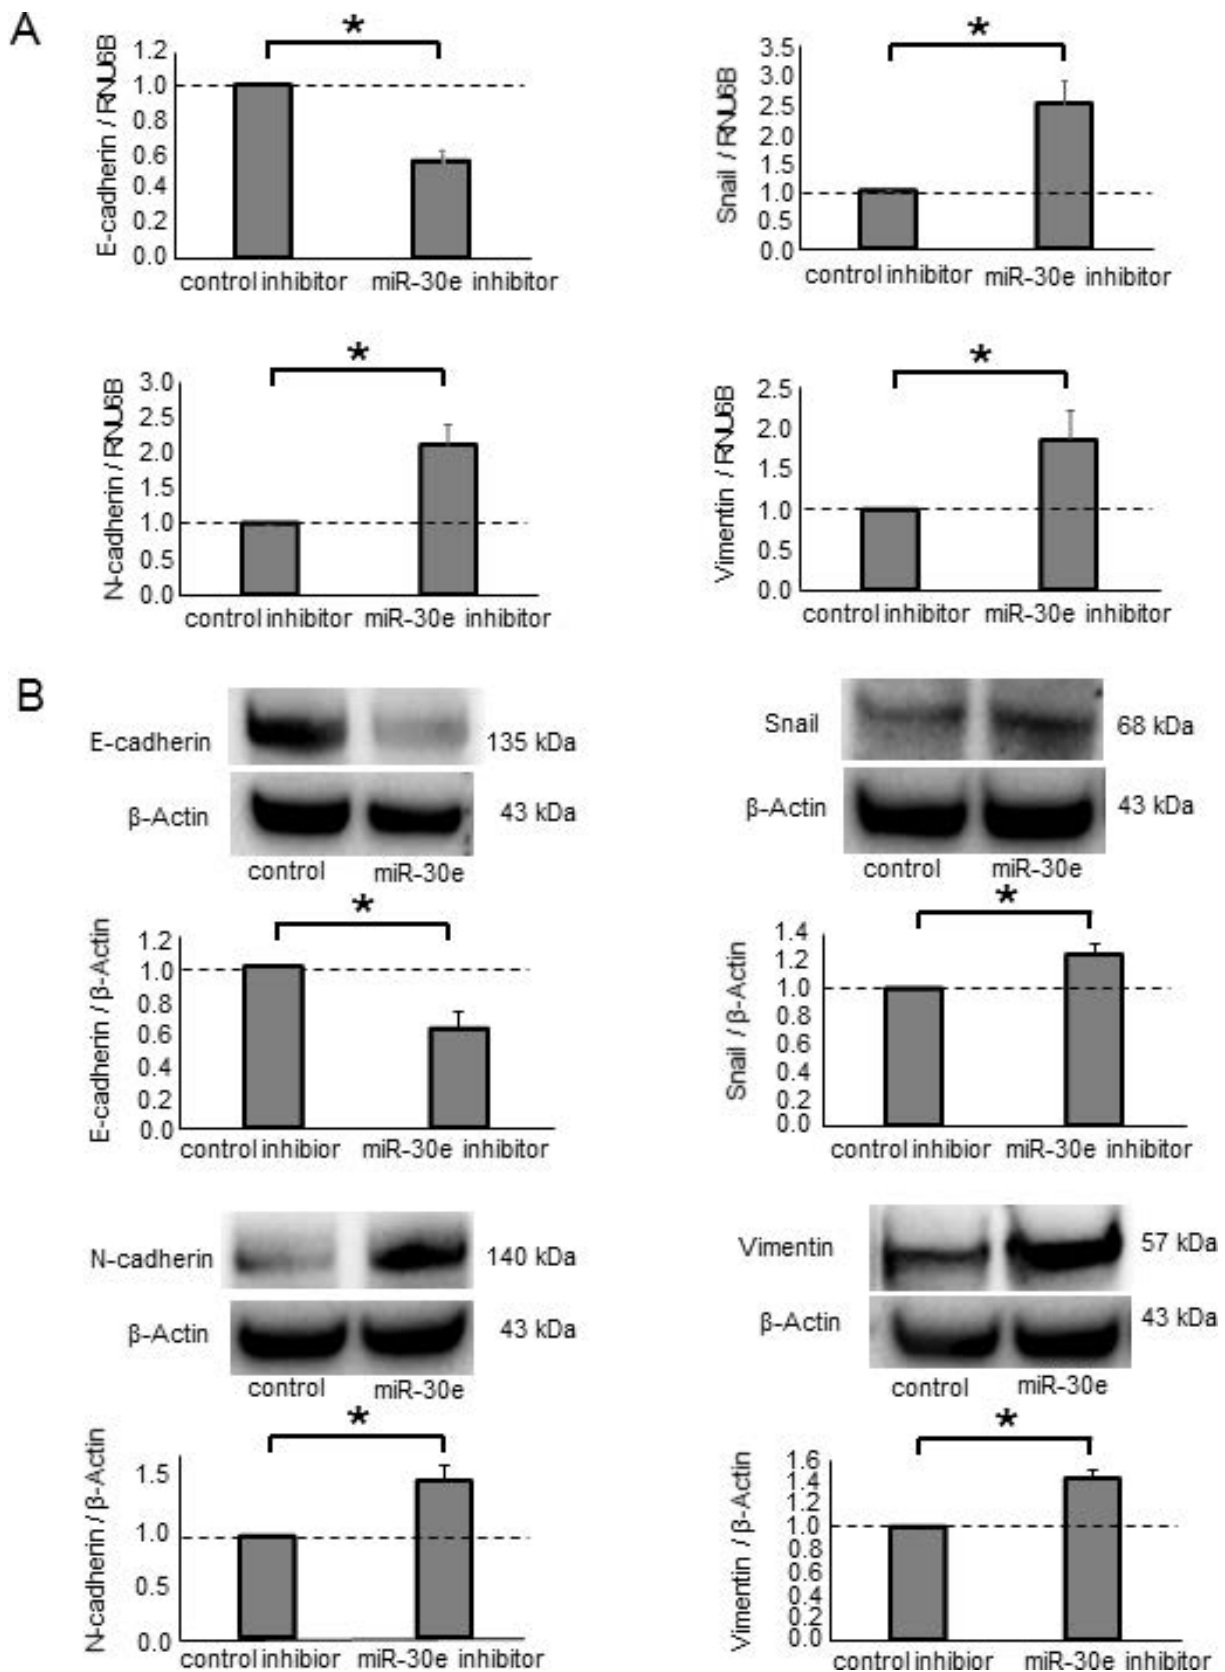 A
*
E-cadherin / RNU6B
1.2
1.0
0.8
0.6
0.4
0.2
0.0
control inhibitor miR-30e inhibitor
*
Snail / RNU6B
3.5
3.0
2.5
2.0
1.5
1.0
0.5
0.0
control inhibitor miR-30e inhibitor
*
N-cadherin / RNU6B
3.0
2.5
2.0
1.5
1.0
0.5
0.0
control inhibitor miR-30e inhibitor
*
Vimentin / RNU6B
2.5
2.0
1.5
1.0
0.5
0.0
control inhibitor miR-30e inhibitor
B
E-cadherin 135 kDa
β-Actin 43 kDa
control miR-30e
*
E-cadherin / β-Actin
1.2
1.0
0.8
0.6
0.4
0.2
0.0
control inhibior miR-30e inhibitor
Snail 68 kDa
β-Actin 43 kDa
control miR-30e
*
Snail / β-Actin
1.4
1.2
1.0
0.8
0.6
0.4
0.2
0.0
control inhibior miR-30e inhibitor
N-cadherin 140 kDa
β-Actin 43 kDa
control miR-30e
*
N-cadherin / β-Actin
1.5
1.0
0.5
0.0
control inhibior miR-30e inhibitor
Vimentin 57 kDa
β-Actin 43 kDa
control miR-30e
*
Vimentin / β-Actin
1.6
1.4
1.2
1.0
0.8
0.6
0.4
0.2
0.0
control inhibior miR-30e inhibitor